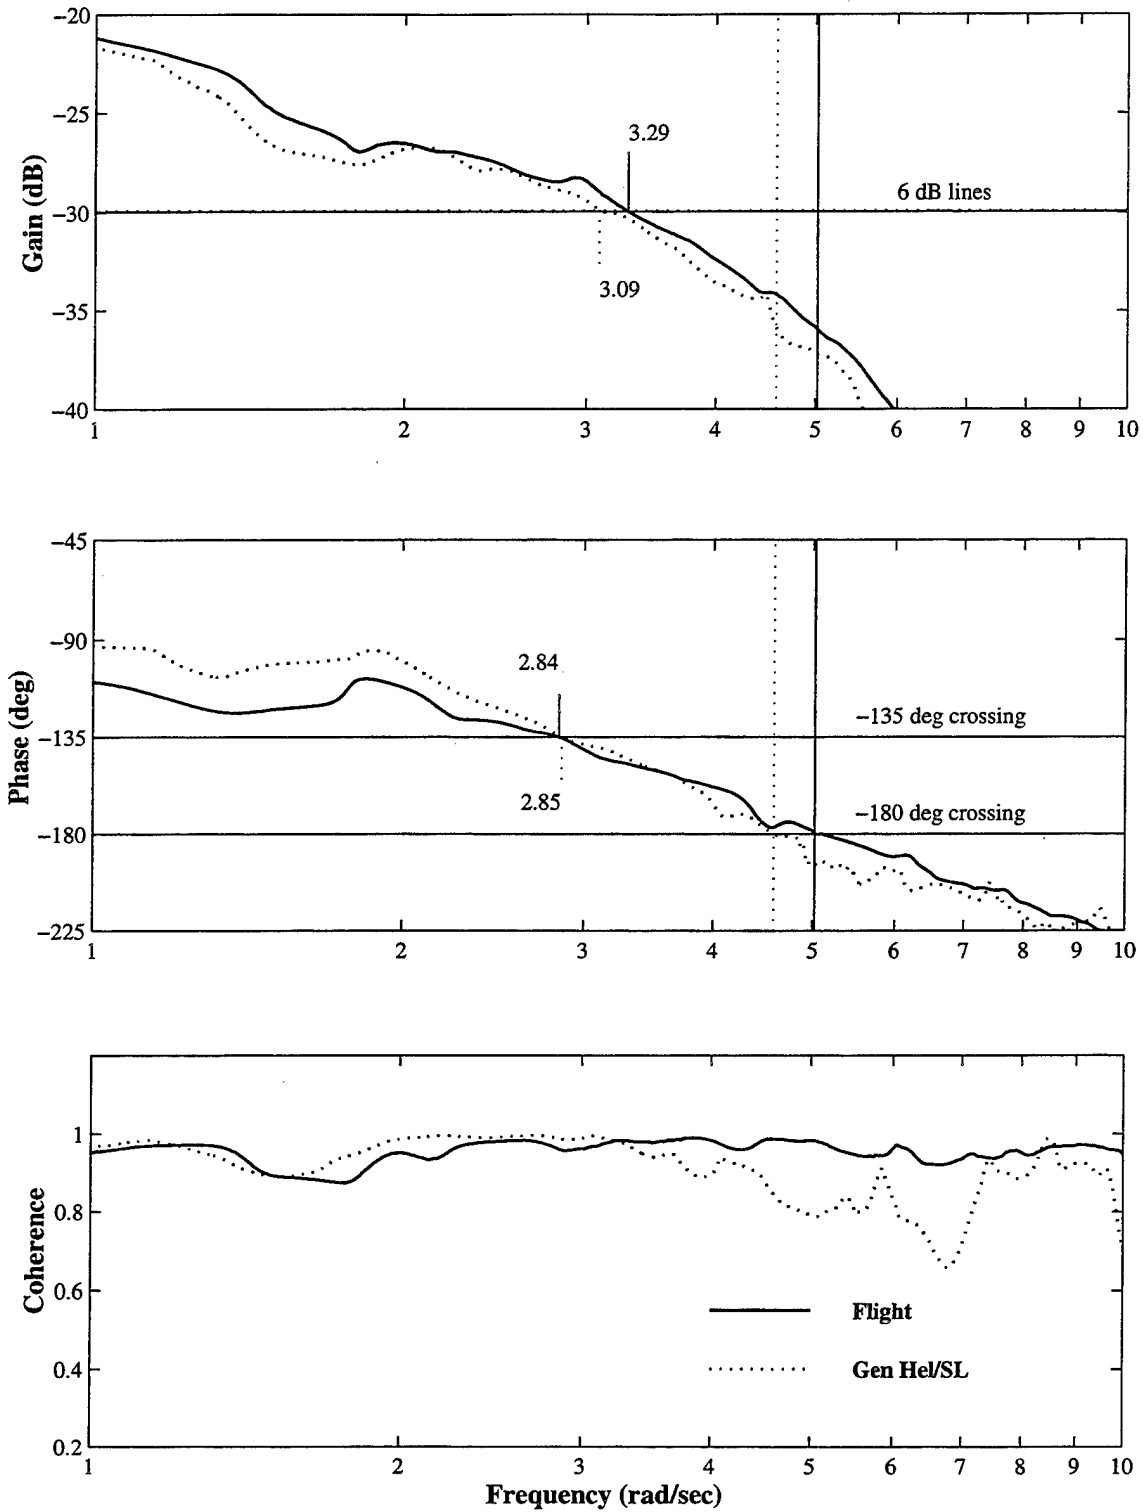 Gain (dB)
−20
−25
−30
−35
−40
3.29
6 dB lines
3.09
1 2 3 4 5 6 7 8 9 10
Phase (deg)
−45
−90
−135
−180
−225
2.84
−135 deg crossing
2.85
−180 deg crossing
1 2 3 4 5 6 7 8 9 10
Coherence
1
0.8
0.6
0.4
0.2
Flight
Gen Hel/SL
1 2 3 4 5 6 7 8 9 10
Frequency (rad/sec)